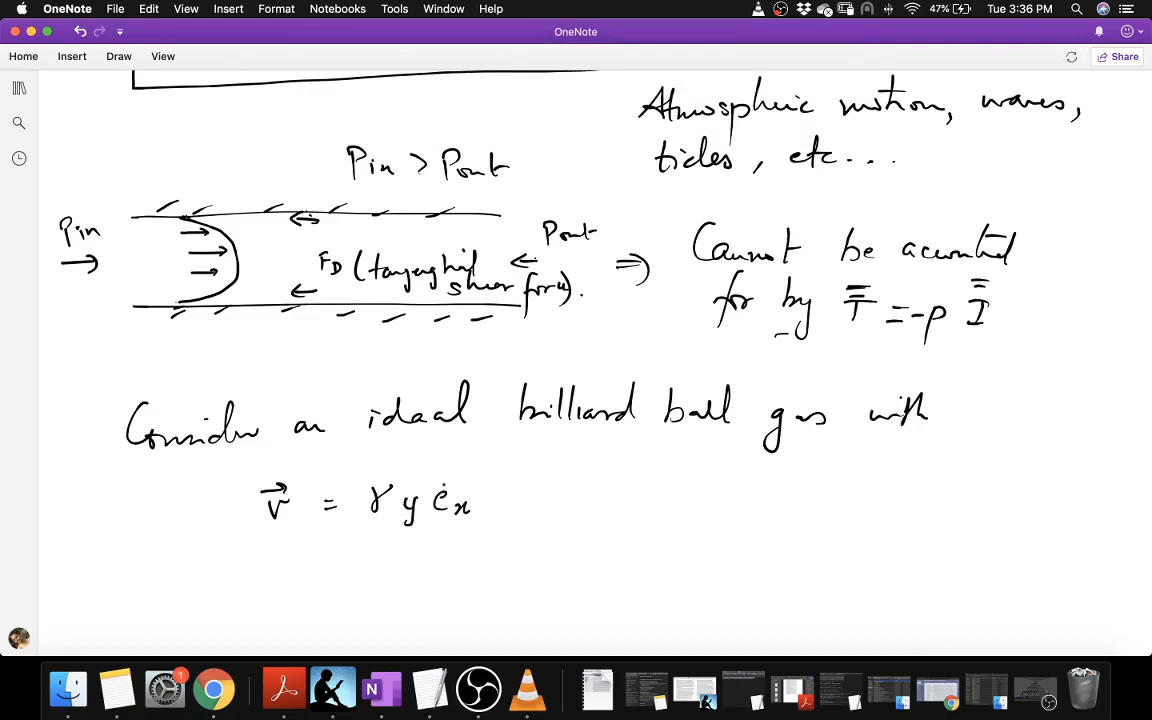 OneNote File Edit View Insert Format Notebooks Tools Window Help 47% Tue 3:36 PM
OneNote
Home Insert Draw View Share
Atmospheric motion, waves,
tides, etc...
Pin > Pout
Pin
Pout
FD (tangential
shear force).
⇒ Cannot be accounted
for by T̿ = -p I̿
Consider an ideal billiard ball gas with
v⃗ = γ y ê_x